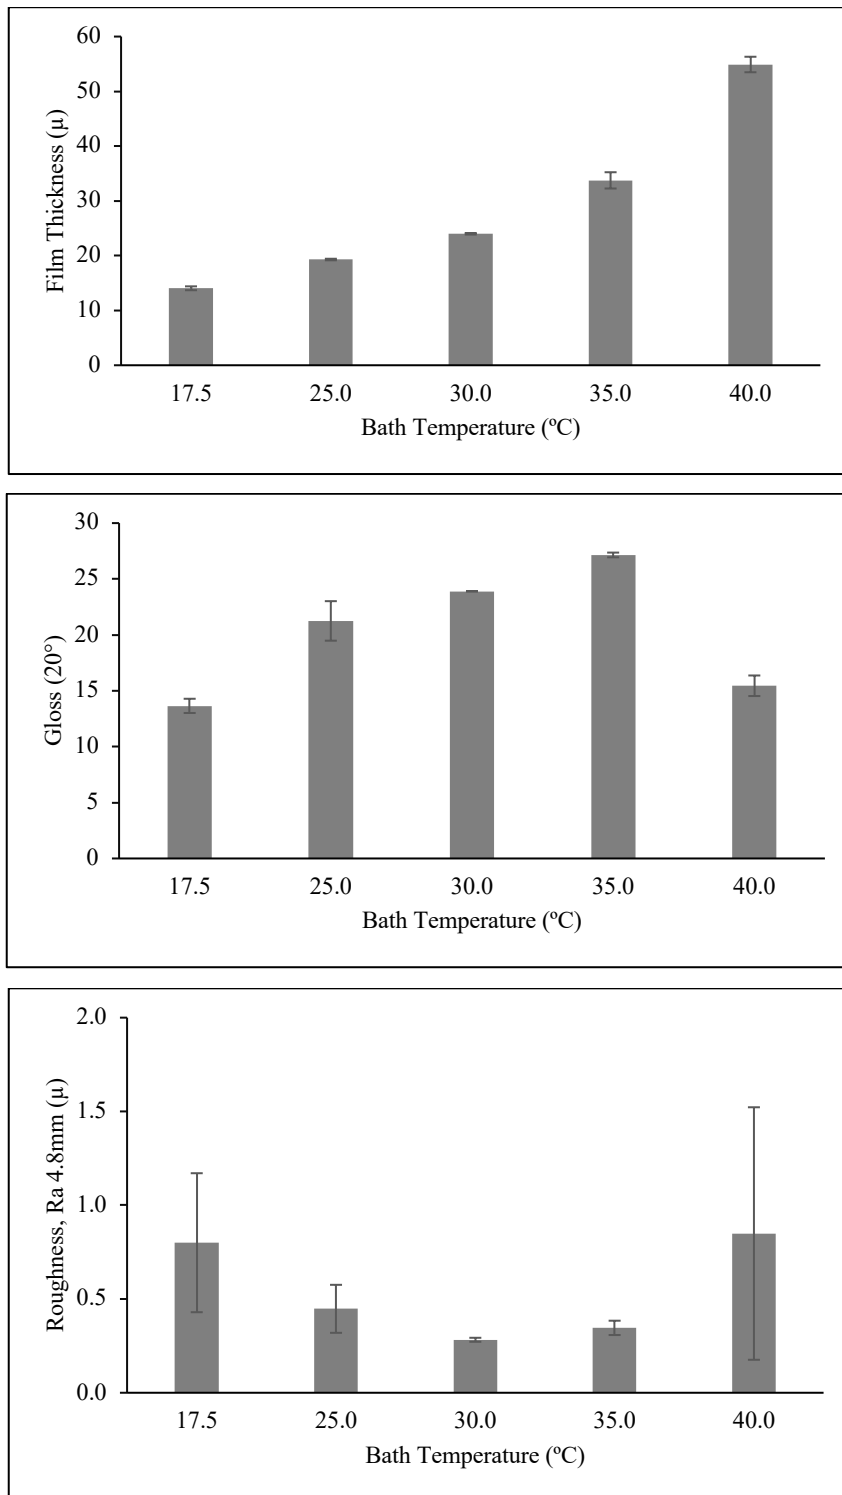 60
50
40
30
20
10
0
Film Thickness (µ)
17.5 25.0 30.0 35.0 40.0
Bath Temperature (ºC)
30
25
20
15
10
5
0
Gloss (20°)
17.5 25.0 30.0 35.0 40.0
Bath Temperature (ºC)
2.0
1.5
1.0
0.5
0.0
Roughness, Ra 4.8mm (µ)
17.5 25.0 30.0 35.0 40.0
Bath Temperature (ºC)